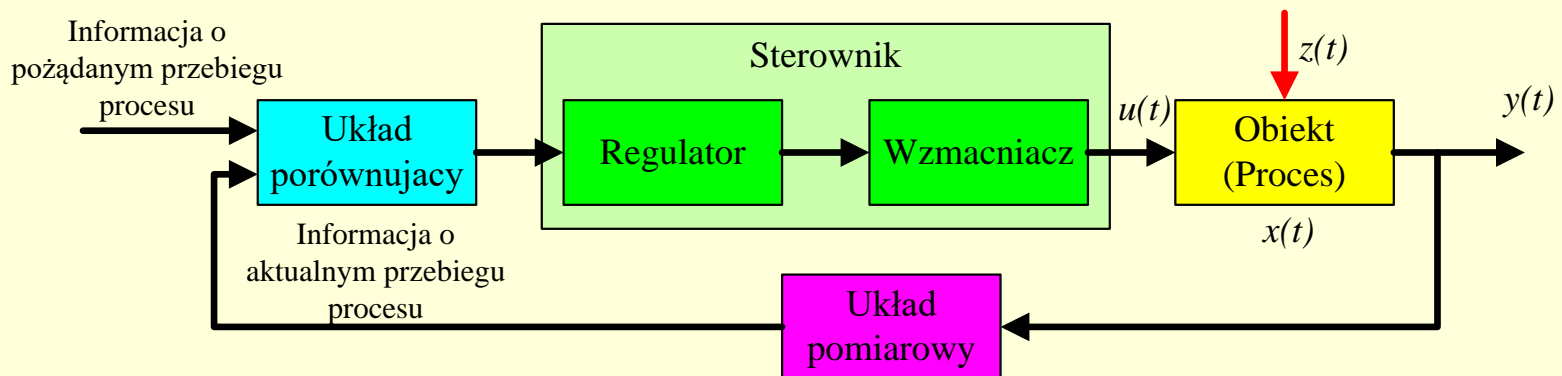 Informacja o
pożądanym przebiegu
procesu
Układ
porównujacy
Sterownik
Regulator
Wzmacniacz
u(t)
z(t)
Obiekt
(Proces)
x(t)
y(t)
Informacja o
aktualnym przebiegu
procesu
Układ
pomiarowy